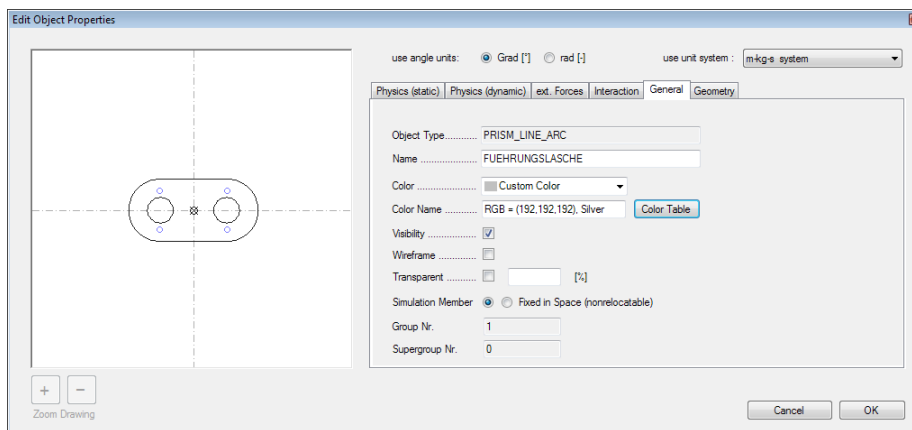 Edit Object Properties
use angle units: Grad [°] rad [-] use unit system : m-kg-s system
Physics (static) Physics (dynamic) ext. Forces Interaction General Geometry
Object Type........... PRISM_LINE_ARC
Name .................... FUEHRUNGSLASCHE
Color ..................... Custom Color
Color Name ........... RGB = (192,192,192), Silver Color Table
Visibility .................
Wireframe ..............
Transparent .......... [%]
Simulation Member Fixed in Space (nonrelocatable)
Group Nr. 1
Supergroup Nr. 0
+ −
Zoom Drawing
Cancel OK